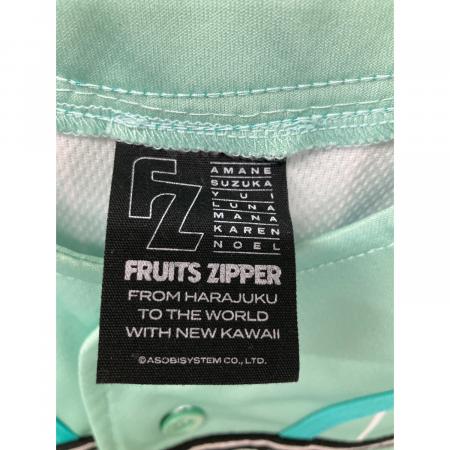 FZ
AMANE
SUZUKA
YUI
LUNA
MANA
KAREN
NOEL
FRUITS ZIPPER
FROM HARAJUKU
TO THE WORLD
WITH NEW KAWAII
©ASOBISYSTEM CO., LTD.